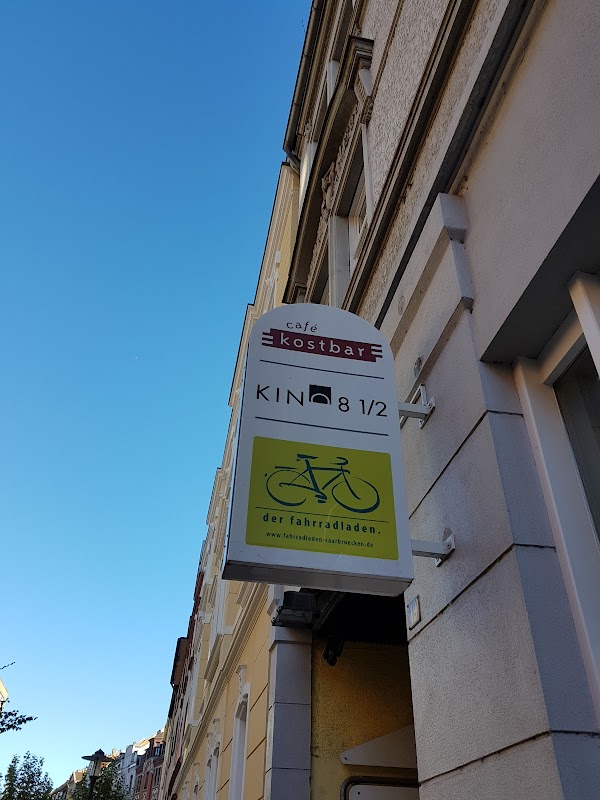 café
kostbar
KINO 8 1/2
der fahrradladen.
www.fahrradladen-saarbruecken.de